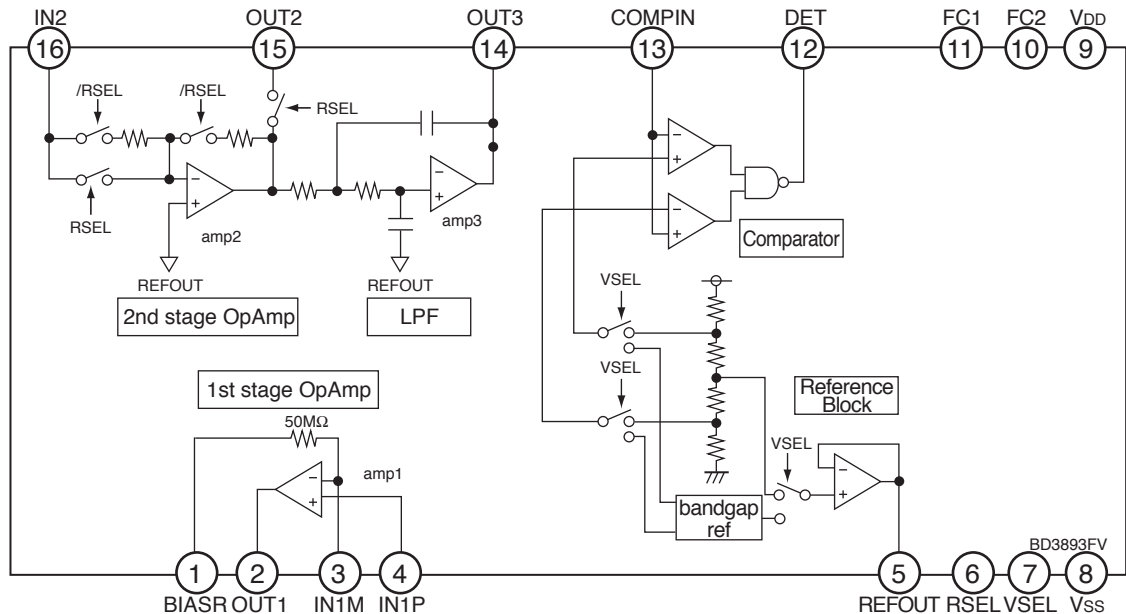 IN2 OUT2 OUT3 COMPIN DET FC1 FC2 VDD
16 15 14 13 12 11 10 9
/RSEL /RSEL
RSEL
RSEL
−
+
amp2
−
+
amp3
REFOUT
REFOUT
2nd stage OpAmp
LPF
−
+
−
+
Comparator
VSEL
VSEL
Reference
Block
VSEL
−
+
bandgap
ref
1st stage OpAmp
50MΩ
amp1
−
+
BD3893FV
1 2 3 4 5 6 7 8
BIASR OUT1 IN1M IN1P REFOUT RSEL VSEL VSS